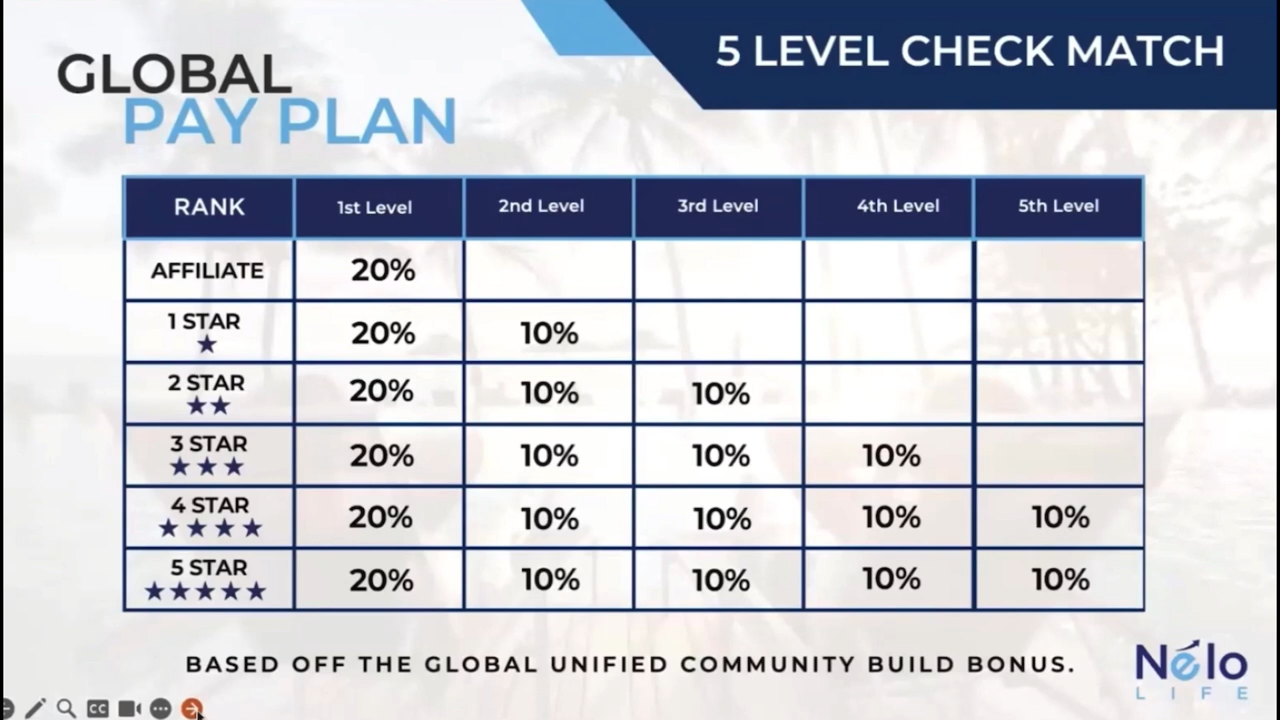 5 LEVEL CHECK MATCH
GLOBAL
PAY PLAN
RANK 1st Level 2nd Level 3rd Level 4th Level 5th Level
AFFILIATE 20%
1 STAR 20% 10%
2 STAR 20% 10% 10%
3 STAR 20% 10% 10% 10%
4 STAR 20% 10% 10% 10% 10%
5 STAR 20% 10% 10% 10% 10%
BASED OFF THE GLOBAL UNIFIED COMMUNITY BUILD BONUS.
Nélo
LIFE
CC